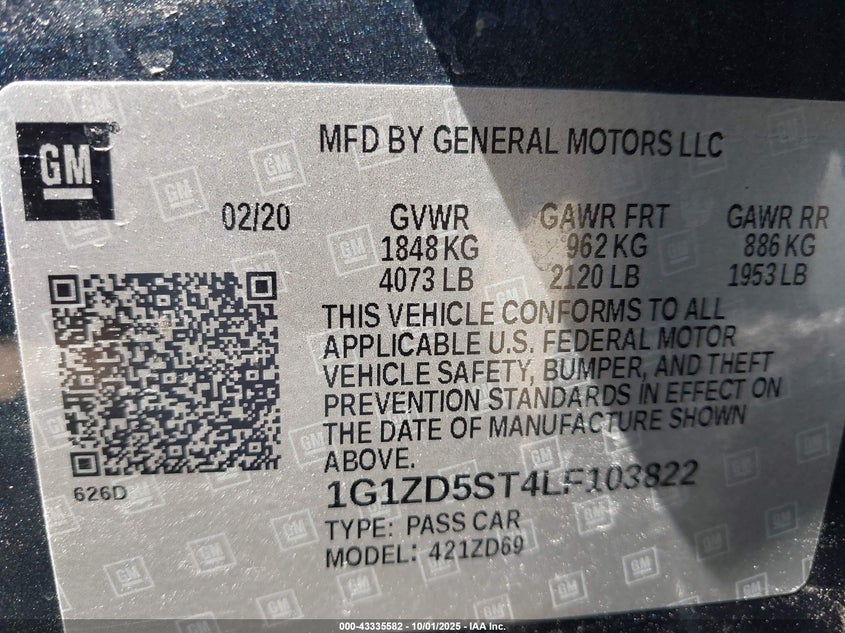 GM
MFD BY GENERAL MOTORS LLC
02/20 GVWR GAWR FRT GAWR RR
1848 KG 962 KG 886 KG
4073 LB 2120 LB 1953 LB
THIS VEHICLE CONFORMS TO ALL
APPLICABLE U.S. FEDERAL MOTOR
VEHICLE SAFETY, BUMPER, AND THEFT
PREVENTION STANDARDS IN EFFECT ON
THE DATE OF MANUFACTURE SHOWN
ABOVE.
626D
1G1ZD5ST4LF103822
TYPE: PASS CAR
MODEL: 421ZD69
000-43335582 - 10/01/2025 - IAA Inc.